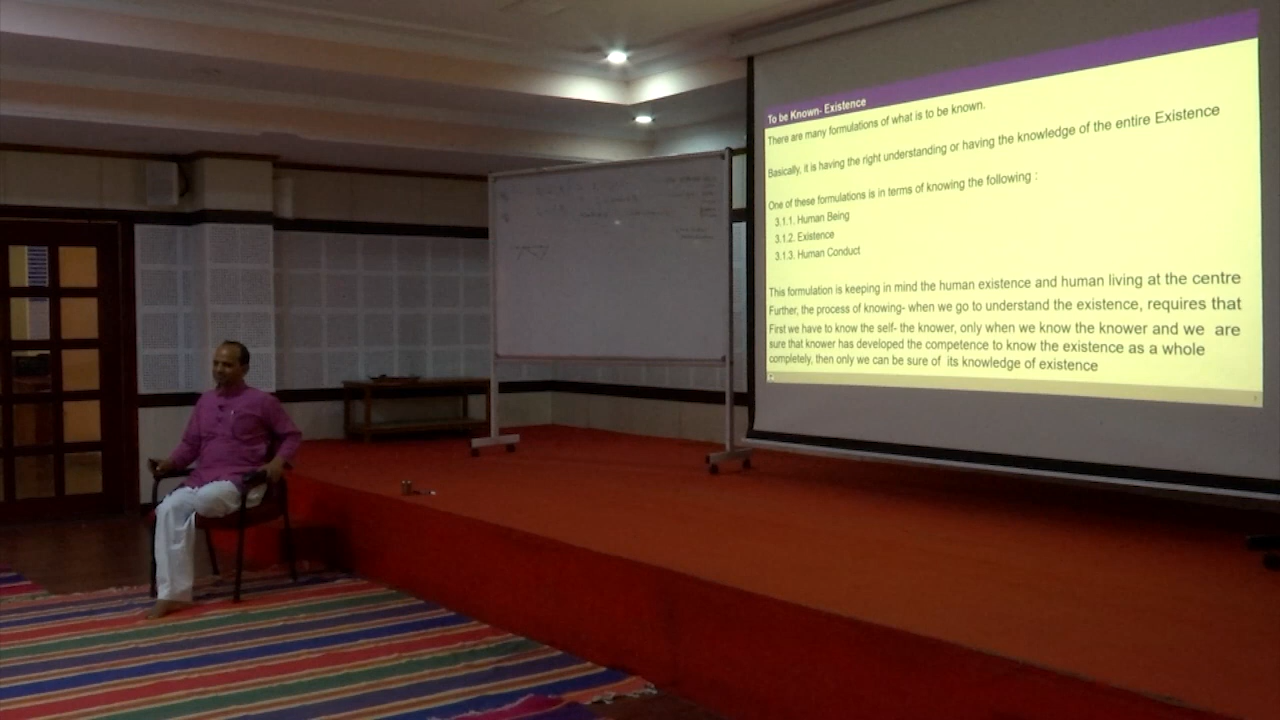 To be Known- Existence
There are many formulations of what is to be known.
Basically, it is having the right understanding or having the knowledge of the entire Existence
One of these formulations is in terms of knowing the following :
3.1.1. Human Being
3.1.2. Existence
3.1.3. Human Conduct
This formulation is keeping in mind the human existence and human living at the centre
Further, the process of knowing- when we go to understand the existence, requires that
First we have to know the self- the knower, only when we know the knower and we are
sure that knower has developed the competence to know the existence as a whole
completely, then only we can be sure of its knowledge of existence